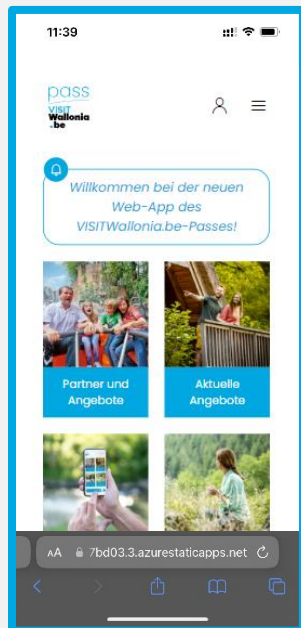 11:39
pass
VISIT
Wallonia
.be
Willkommen bei der neuen
Web-App des
VISITWallonia.be-Passes!
Partner und
Angebote
Aktuelle
Angebote
AA 7bd03.3.azurestaticapps.net